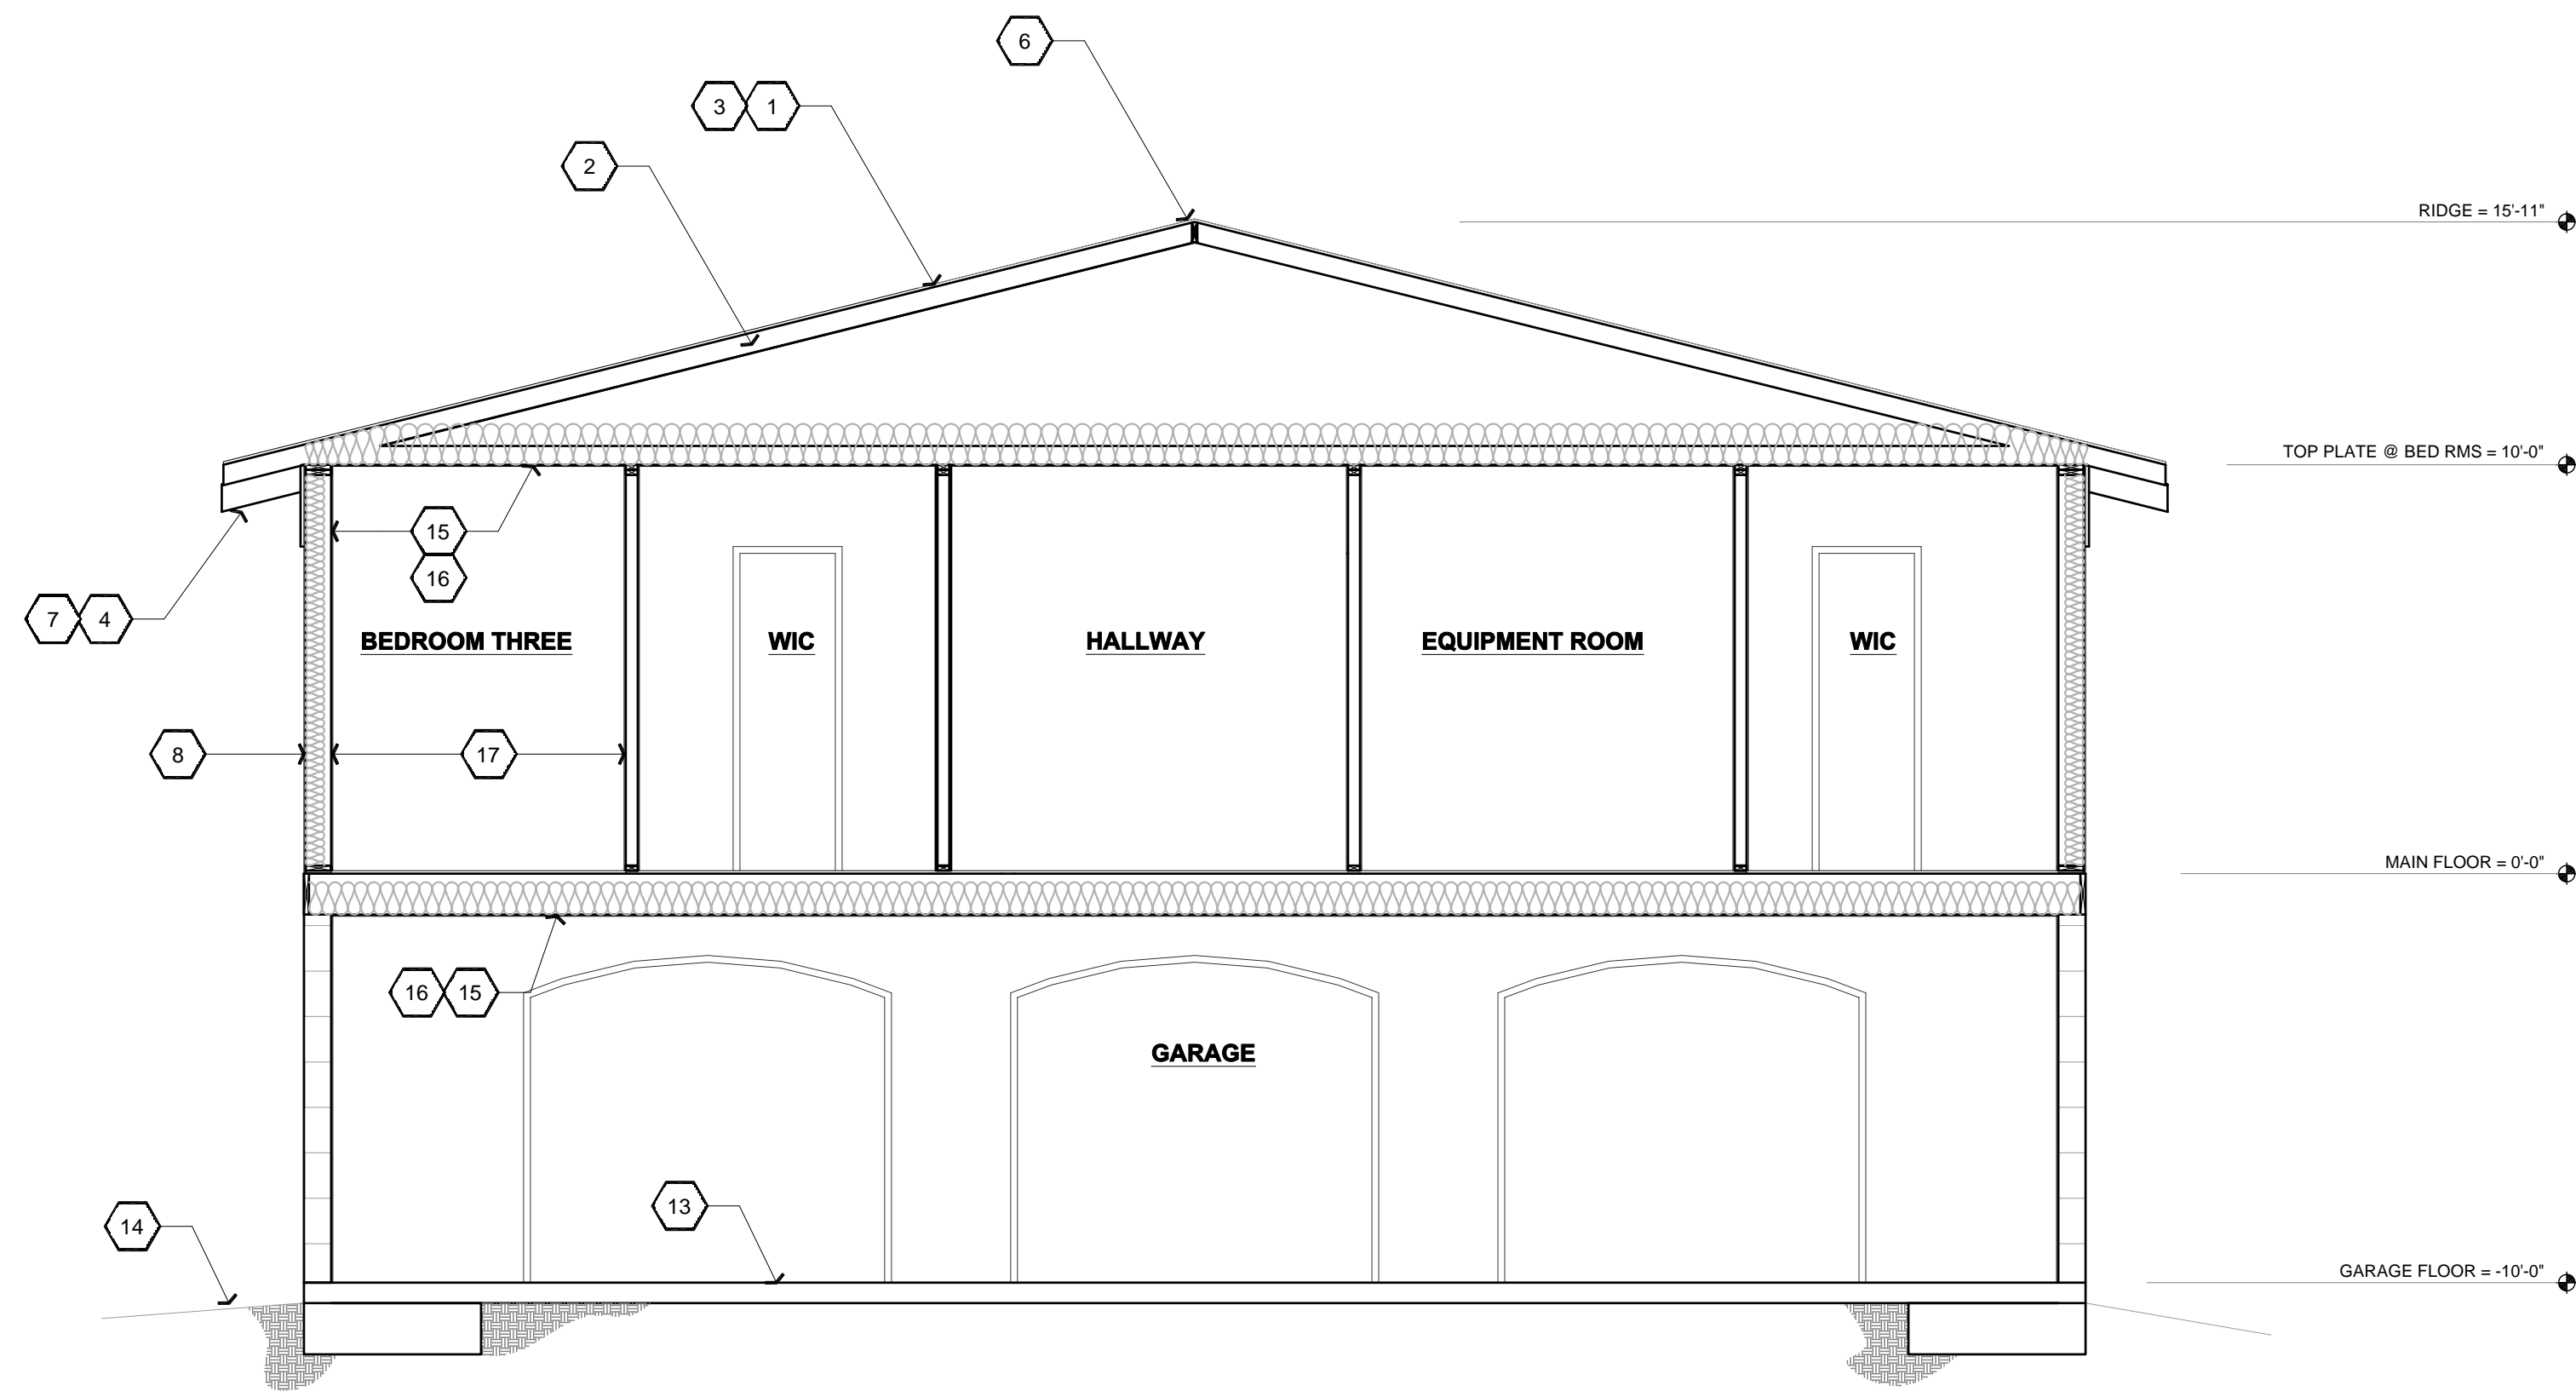 6
3 1
2
RIDGE = 15'-11"
TOP PLATE @ BED RMS = 10'-0"
15
16
7 4
BEDROOM THREE WIC HALLWAY EQUIPMENT ROOM WIC
8 17
MAIN FLOOR = 0'-0"
16 15
GARAGE
13
14
GARAGE FLOOR = -10'-0"